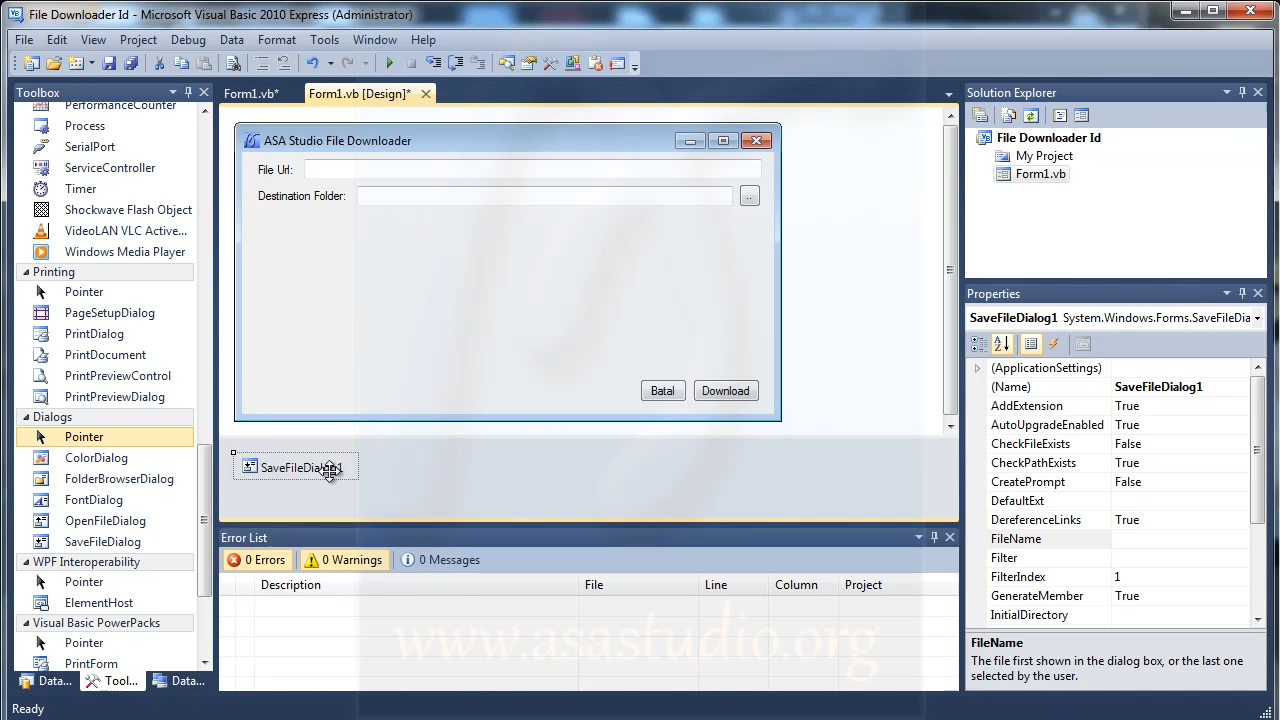 File Downloader Id - Microsoft Visual Basic 2010 Express (Administrator)
File Edit View Project Debug Data Format Tools Window Help
Toolbox
PerformanceCounter
Process
SerialPort
ServiceController
Timer
Shockwave Flash Object
VideoLAN VLC Active...
Windows Media Player
Printing
Pointer
PageSetupDialog
PrintDialog
PrintDocument
PrintPreviewControl
PrintPreviewDialog
Dialogs
Pointer
ColorDialog
FolderBrowserDialog
FontDialog
OpenFileDialog
SaveFileDialog
WPF Interoperability
Pointer
ElementHost
Visual Basic PowerPacks
Pointer
PrintForm
Data... Tool... Data...
Form1.vb* Form1.vb [Design]*
ASA Studio File Downloader
File Url:
Destination Folder: ..
Batal Download
SaveFileDialog1
Error List
0 Errors 0 Warnings 0 Messages
Description File Line Column Project
www.asastudio.org
Solution Explorer
File Downloader Id
My Project
Form1.vb
Properties
SaveFileDialog1 System.Windows.Forms.SaveFileDia
(ApplicationSettings)
(Name) SaveFileDialog1
AddExtension True
AutoUpgradeEnabled True
CheckFileExists False
CheckPathExists True
CreatePrompt False
DefaultExt
DereferenceLinks True
FileName
Filter
FilterIndex 1
GenerateMember True
InitialDirectory
FileName
The file first shown in the dialog box, or the last one
selected by the user.
Ready